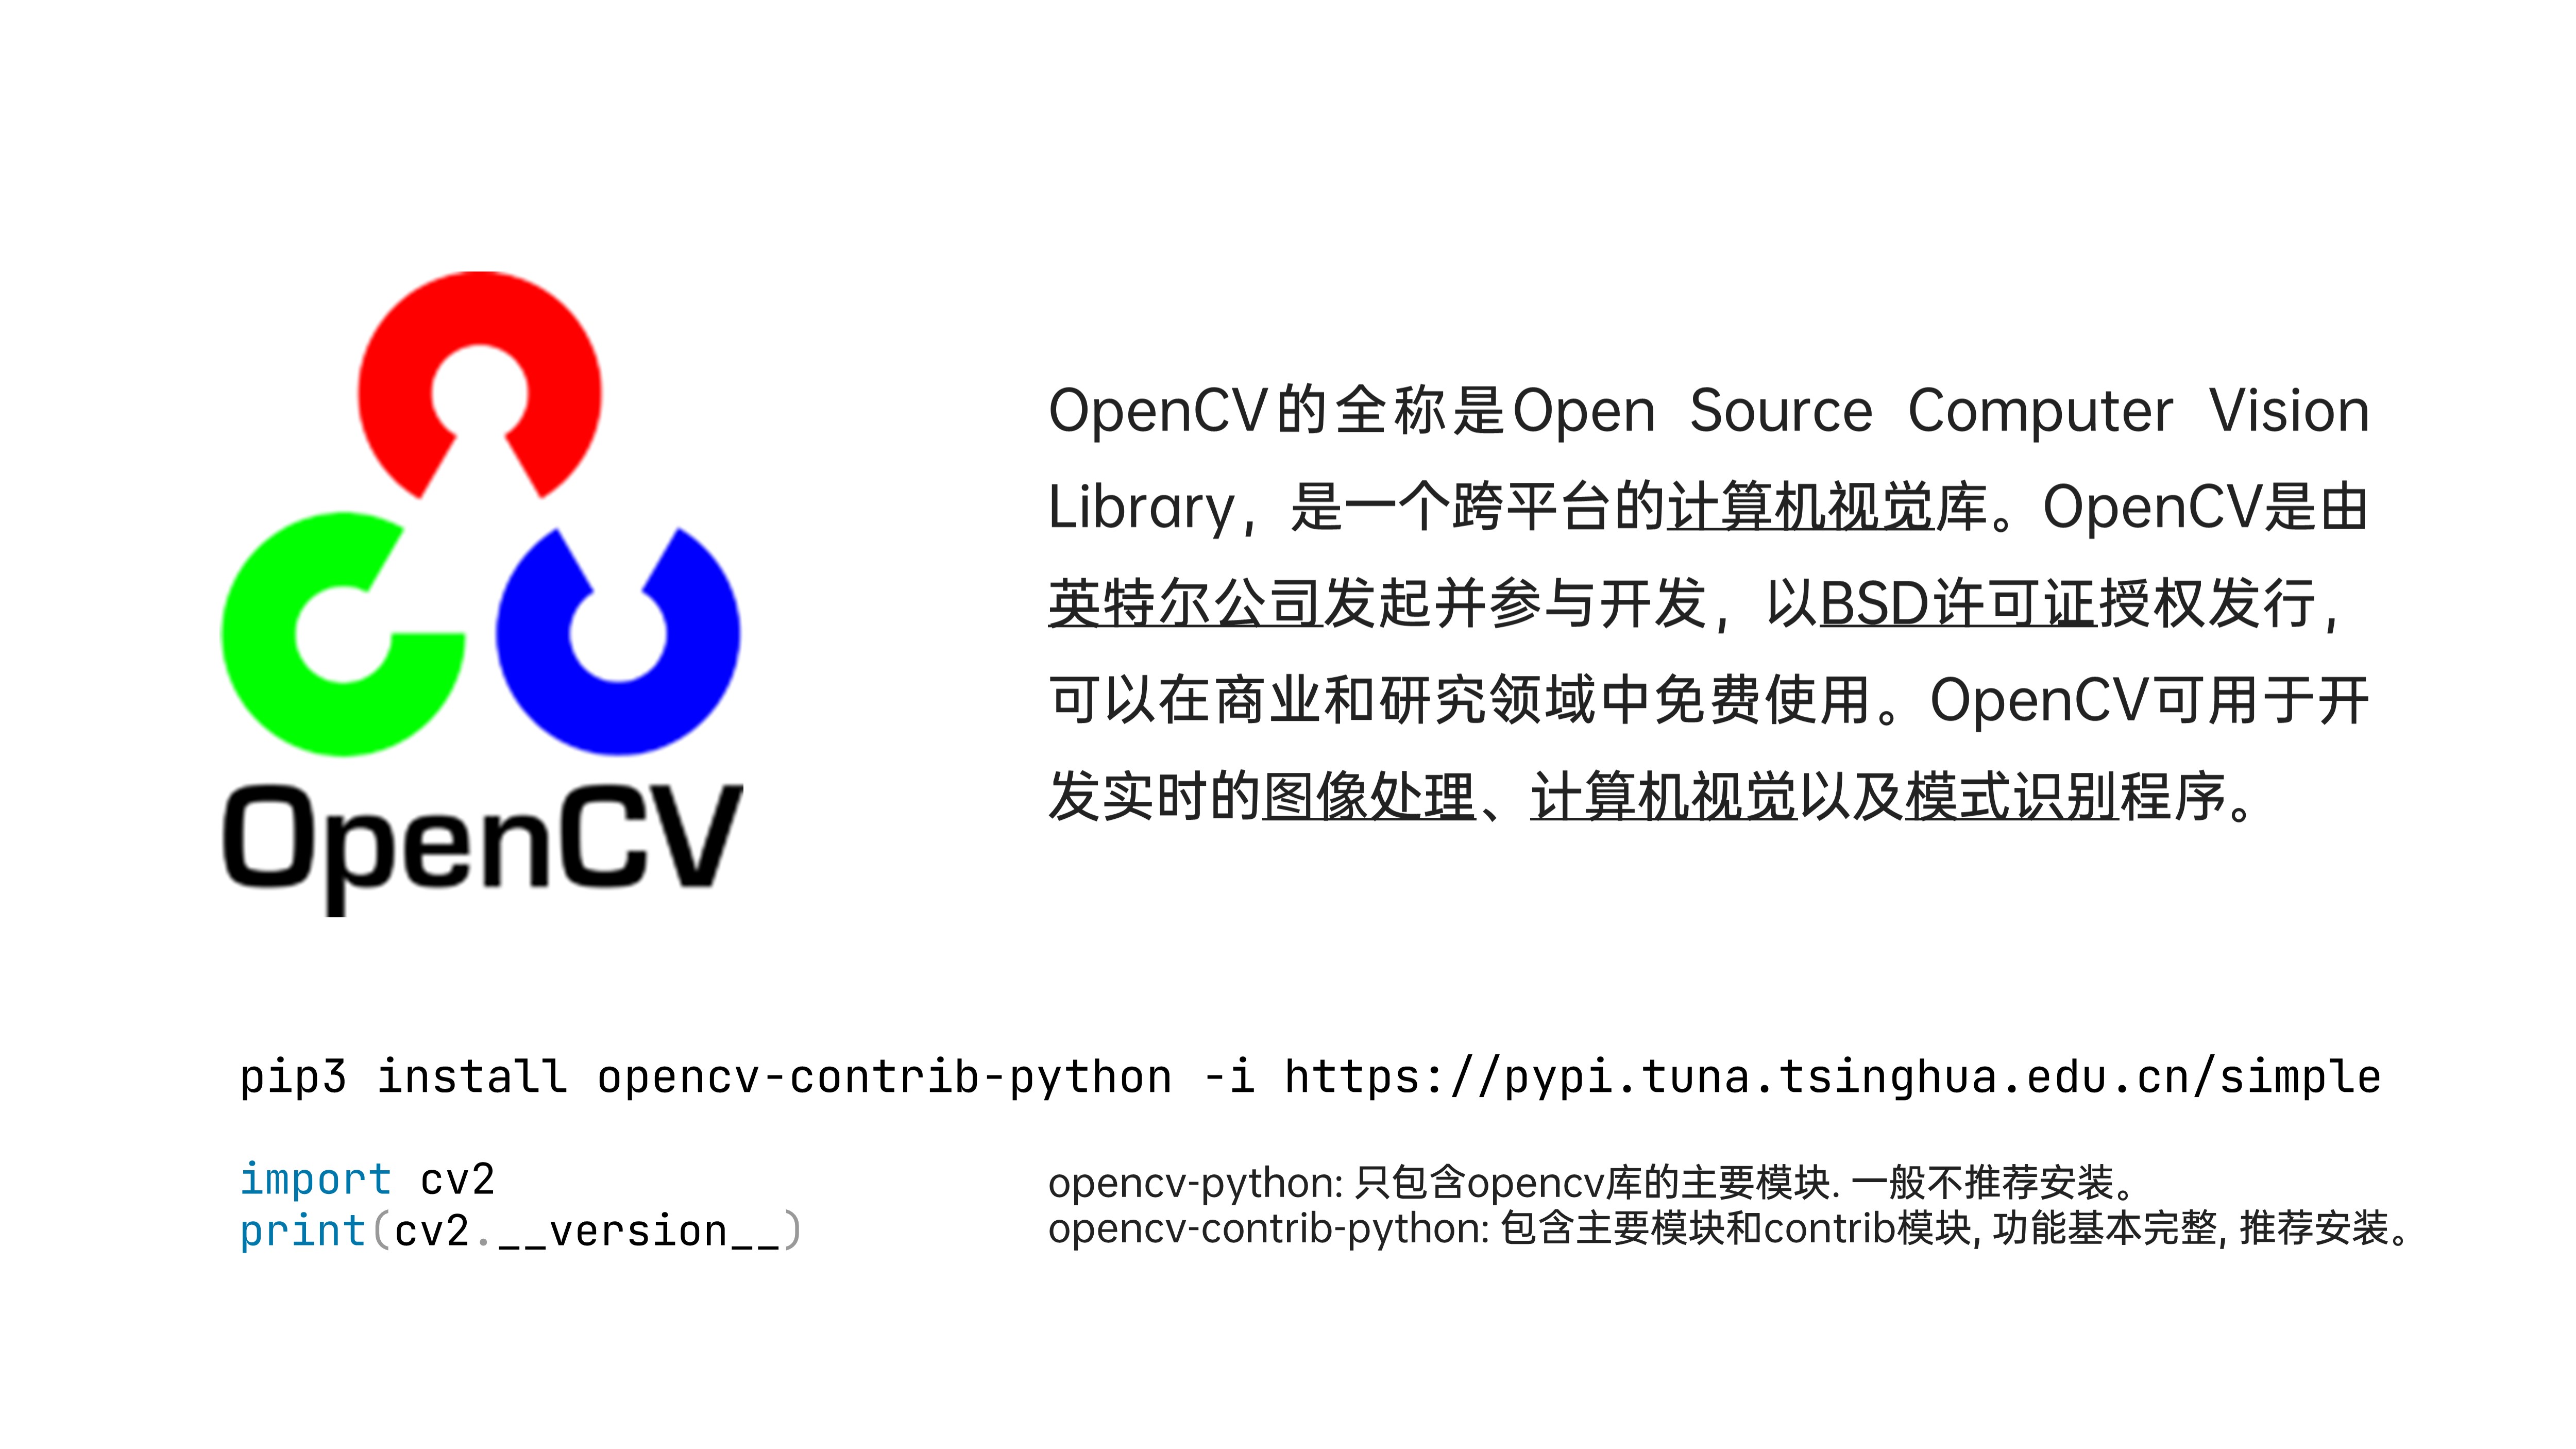 OpenCV
OpenCV的全称是Open Source Computer Vision
Library，是一个跨平台的计算机视觉库。OpenCV是由
英特尔公司发起并参与开发，以BSD许可证授权发行，
可以在商业和研究领域中免费使用。OpenCV可用于开
发实时的图像处理、计算机视觉以及模式识别程序。
pip3 install opencv-contrib-python -i https://pypi.tuna.tsinghua.edu.cn/simple
import cv2
print(cv2.__version__)
opencv-python: 只包含opencv库的主要模块. 一般不推荐安装。
opencv-contrib-python: 包含主要模块和contrib模块, 功能基本完整, 推荐安装。